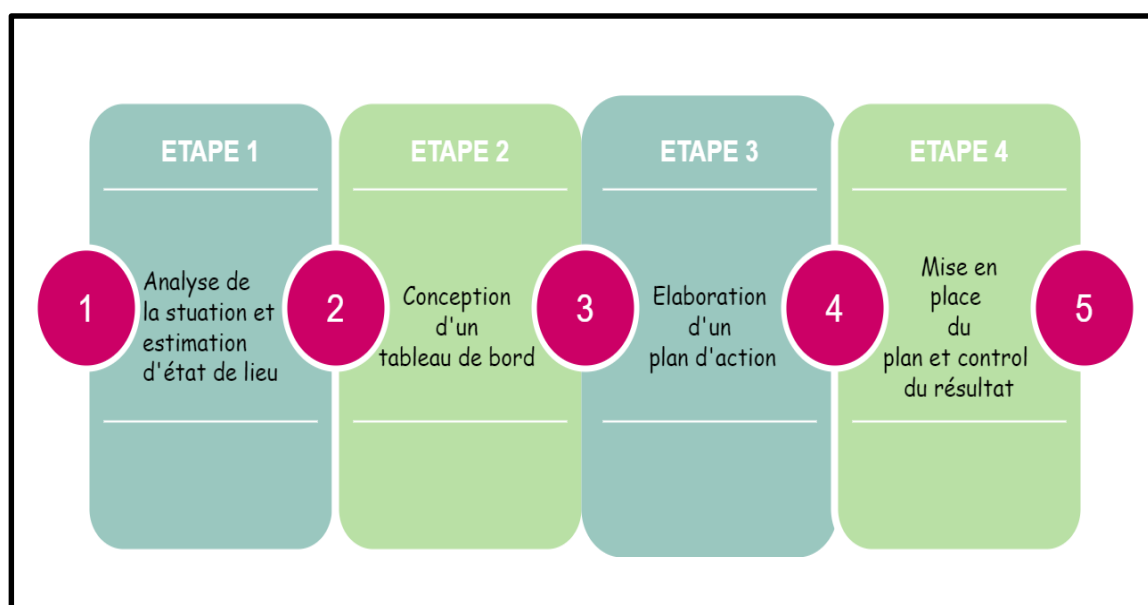 ETAPE 1
ETAPE 2
ETAPE 3
ETAPE 4
1
Analyse de
la stuation et
estimation
d'état de lieu
2
Conception
d'un
tableau de bord
3
Elaboration
d'un
plan d'action
4
Mise en
place
du
plan et control
du résultat
5